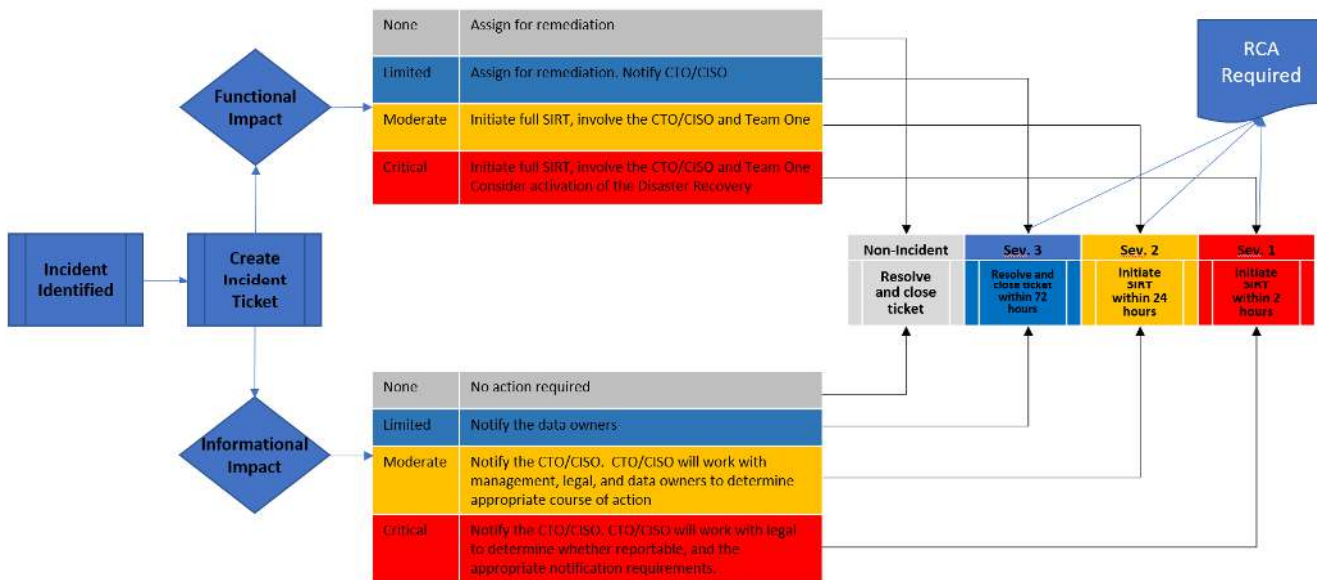 None Assign for remediation
Limited Assign for remediation. Notify CTO/CISO
Moderate Initiate full SIRT, involve the CTO/CISO and Team One
Critical Initiate full SIRT, involve the CTO/CISO and Team One
Consider activation of the Disaster Recovery
RCA
Required
Functional
Impact
Incident
Identified
Create
Incident
Ticket
Non-Incident Sev. 3 Sev. 2 Sev. 1
Resolve
and close
ticket
Resolve and
close ticket
within 72
hours
Initiate
SIRT
within 24
hours
Initiate
SIRT
within 2
hours
Informational
Impact
None No action required
Limited Notify the data owners
Moderate Notify the CTO/CISO. CTO/CISO will work with
management, legal, and data owners to determine
appropriate course of action
Critical Notify the CTO/CISO. CTO/CISO will work with legal
to determine whether reportable, and the
appropriate notification requirements.